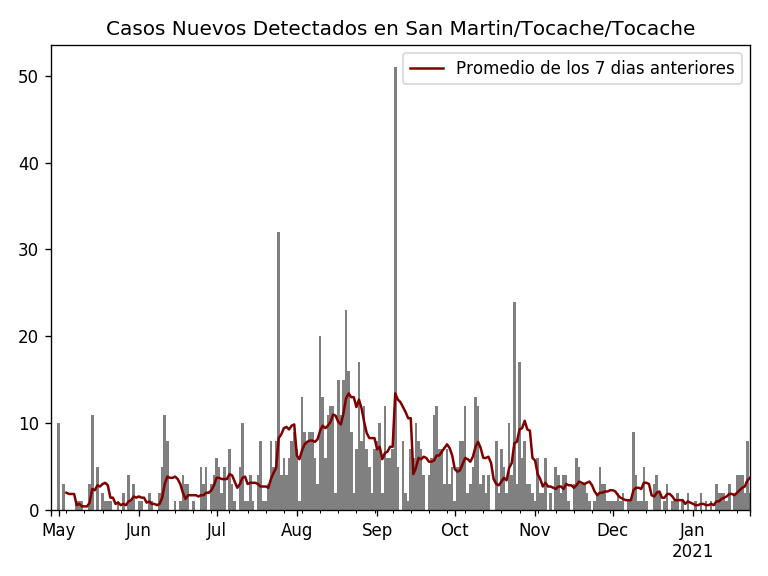 Casos Nuevos Detectados en San Martin/Tocache/Tocache
Promedio de los 7 dias anteriores
50
40
30
20
10
0
May Jun Jul Aug Sep Oct Nov Dec Jan
2021